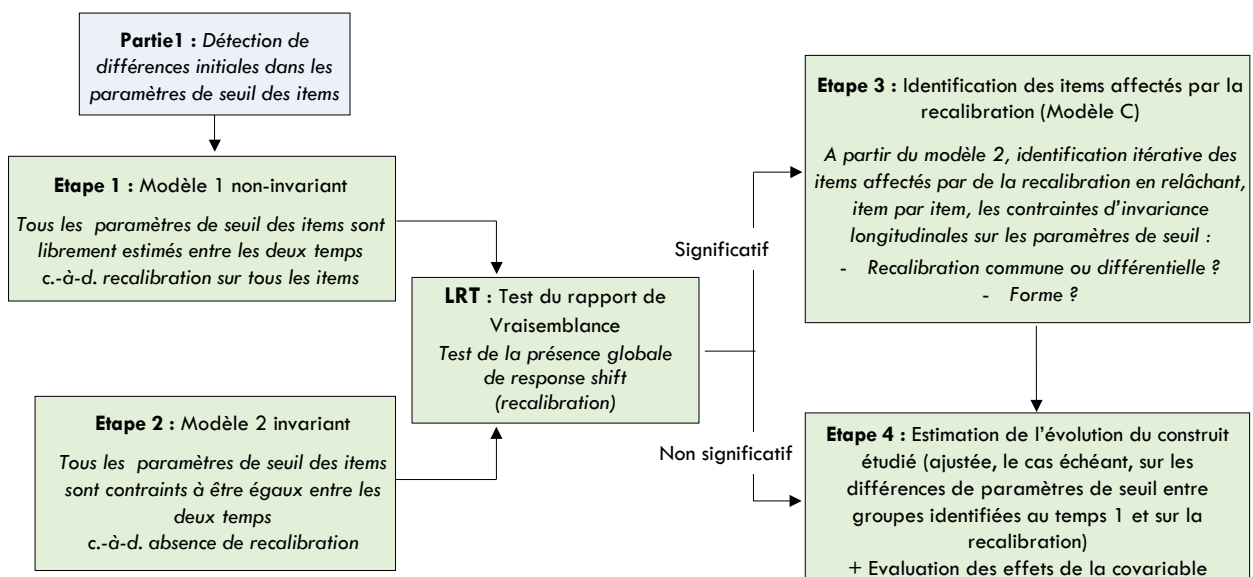 Partie1 : Détection de
différences initiales dans les
paramètres de seuil des items
Etape 1 : Modèle 1 non-invariant
Tous les paramètres de seuil des items sont
librement estimés entre les deux temps
c.-à-d. recalibration sur tous les items
Etape 2 : Modèle 2 invariant
Tous les paramètres de seuil des items
sont contraints à être égaux entre les
deux temps
c.-à-d. absence de recalibration
LRT : Test du rapport de
Vraisemblance
Test de la présence globale
de response shift
(recalibration)
Significatif
Non significatif
Etape 3 : Identification des items affectés par la
recalibration (Modèle C)
A partir du modèle 2, identification itérative des
items affectés par de la recalibration en relâchant,
item par item, les contraintes d'invariance
longitudinales sur les paramètres de seuil :
- Recalibration commune ou différentielle ?
- Forme ?
Etape 4 : Estimation de l'évolution du construit
étudié (ajustée, le cas échéant, sur les
différences de paramètres de seuil entre
groupes identifiées au temps 1 et sur la
recalibration)
+ Evaluation des effets de la covariable